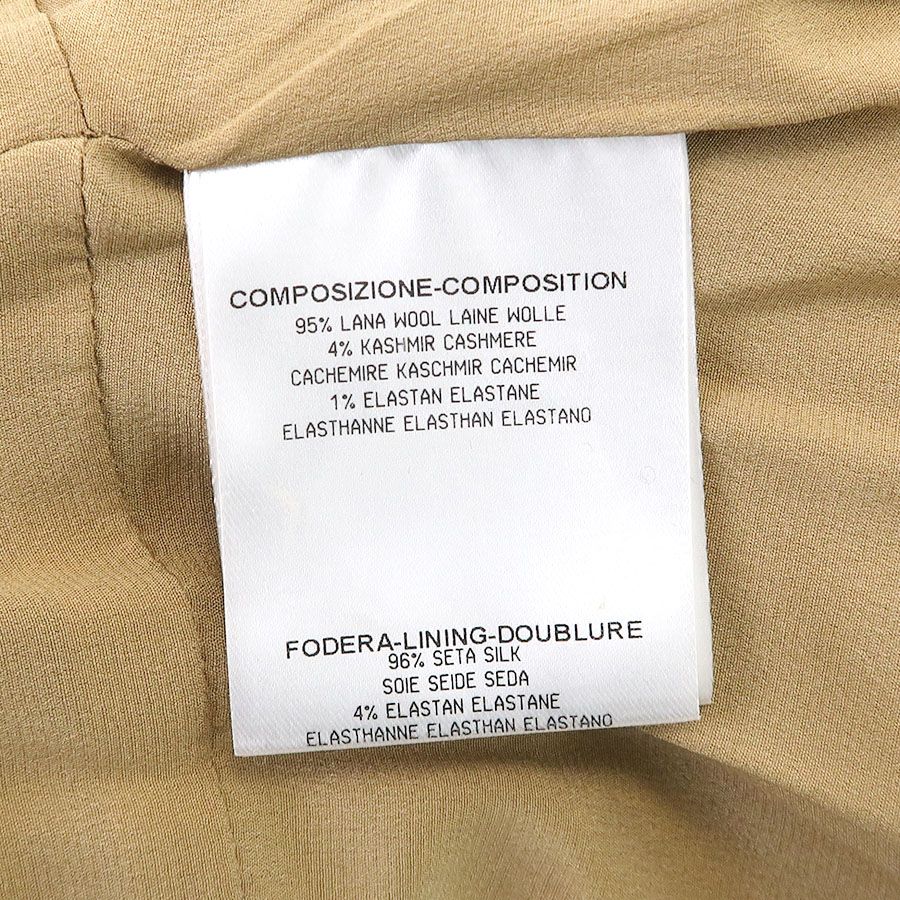 COMPOSIZIONE-COMPOSITION
95% LANA WOOL LAINE WOLLE
4% KASHMIR CASHMERE
CACHEMIRE KASCHMIR CACHEMIR
1% ELASTAN ELASTANE
ELASTHANNE ELASTHAN ELASTANO
FODERA-LINING-DOUBLURE
96% SETA SILK
SOIE SEIDE SEDA
4% ELASTAN ELASTANE
ELASTHANNE ELASTHAN ELASTANO